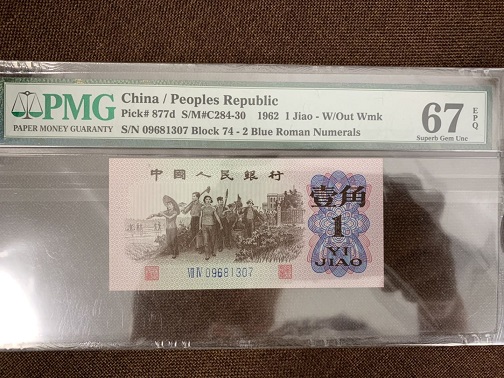 PMG
PAPER MONEY GUARANTY
China / Peoples Republic
Pick# 877d S/M#C284-30 1962 1 Jiao - W/Out Wmk
S/N 09681307 Block 74 - 2 Blue Roman Numerals
67 EPQ
Superb Gem Unc
中國人民銀行
壹角
1
YI
JIAO
VII IV 09681307